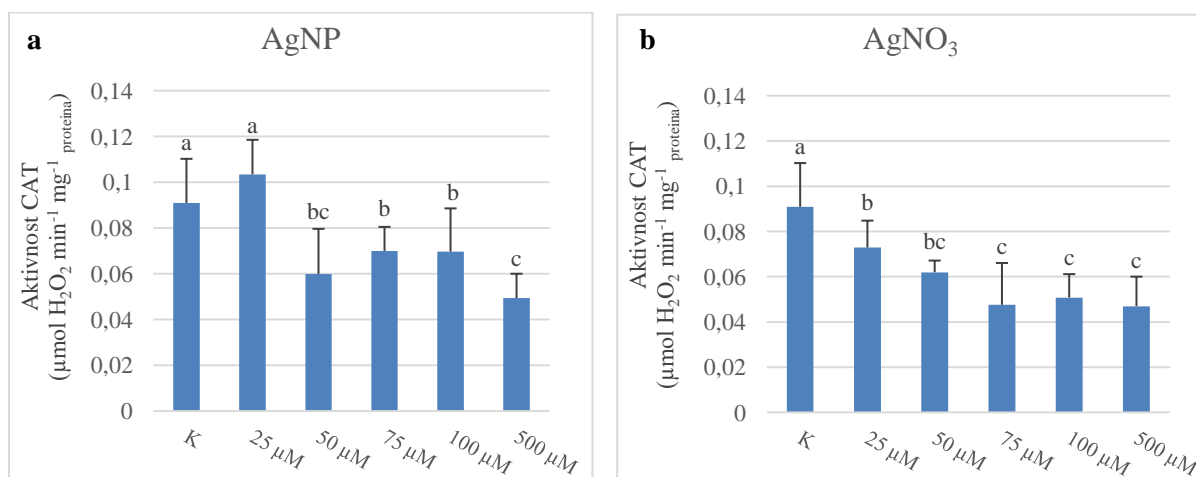 a
AgNP
Aktivnost CAT
(µmol H₂O₂ min⁻¹ mg⁻¹ proteina)
0,14
0,12
0,1
0,08
0,06
0,04
0,02
0
a
a
bc
b
b
c
K
25 µM
50 µM
75 µM
100 µM
500 µM
b
AgNO₃
Aktivnost CAT
(µmol H₂O₂ min⁻¹ mg⁻¹ proteina)
0,14
0,12
0,1
0,08
0,06
0,04
0,02
0
a
b
bc
c
c
c
K
25 µM
50 µM
75 µM
100 µM
500 µM